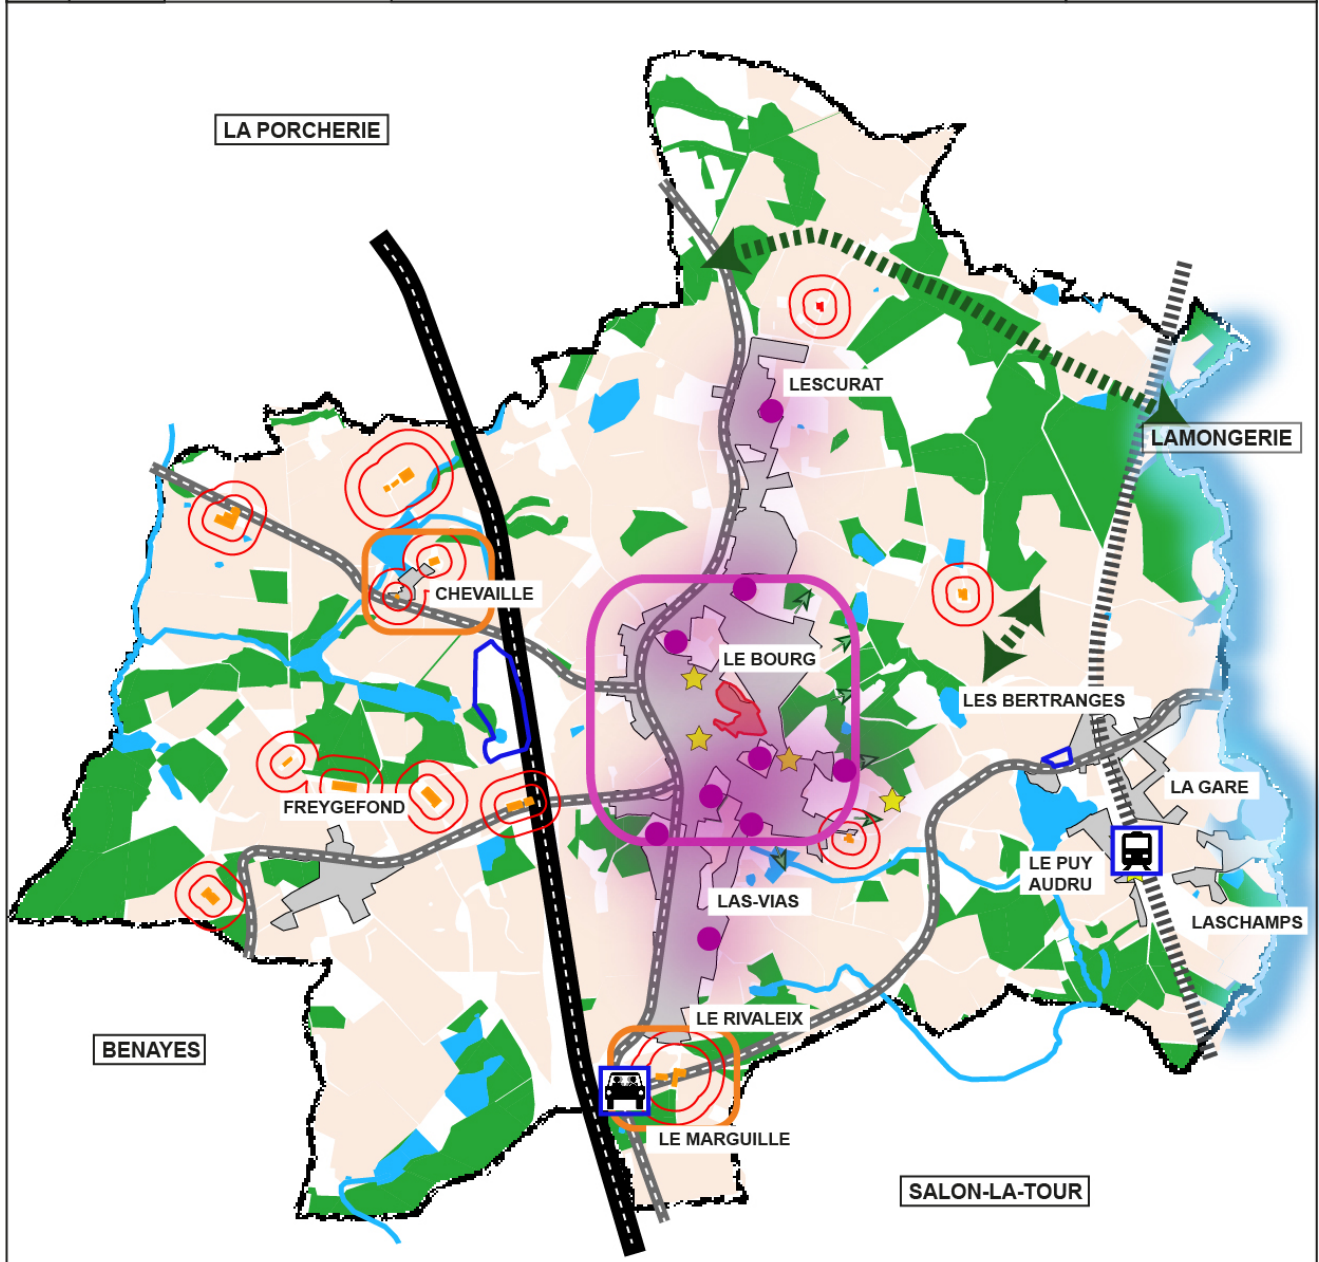 LA PORCHERIE
LESCURAT
LAMONGERIE
CHEVAILLE
LE BOURG
LES BERTRANGES
LA GARE
FREYGEFOND
LE PUY
AUDRU
LAS-VIAS
LASCHAMPS
LE RIVALEIX
BENAYES
LE MARGUILLE
SALON-LA-TOUR